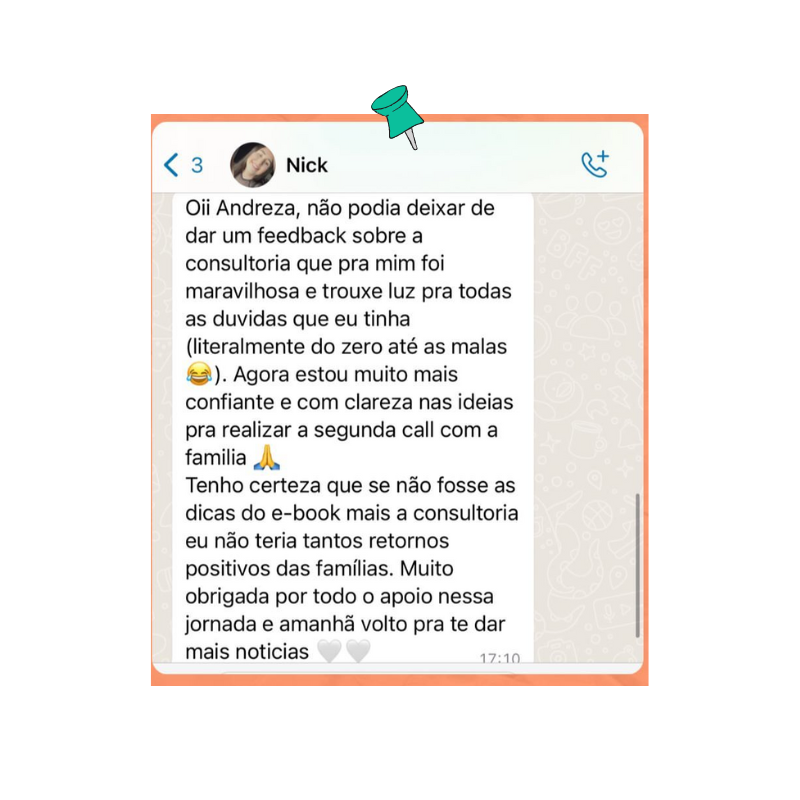 3 Nick
Oii Andreza, não podia deixar de
dar um feedback sobre a
consultoria que pra mim foi
maravilhosa e trouxe luz pra todas
as duvidas que eu tinha
(literalmente do zero até as malas
😂). Agora estou muito mais
confiante e com clareza nas ideias
pra realizar a segunda call com a
familia 🙏
Tenho certeza que se não fosse as
dicas do e-book mais a consultoria
eu não teria tantos retornos
positivos das famílias. Muito
obrigada por todo o apoio nessa
jornada e amanhã volto pra te dar
mais noticias 🤍🤍
17:10